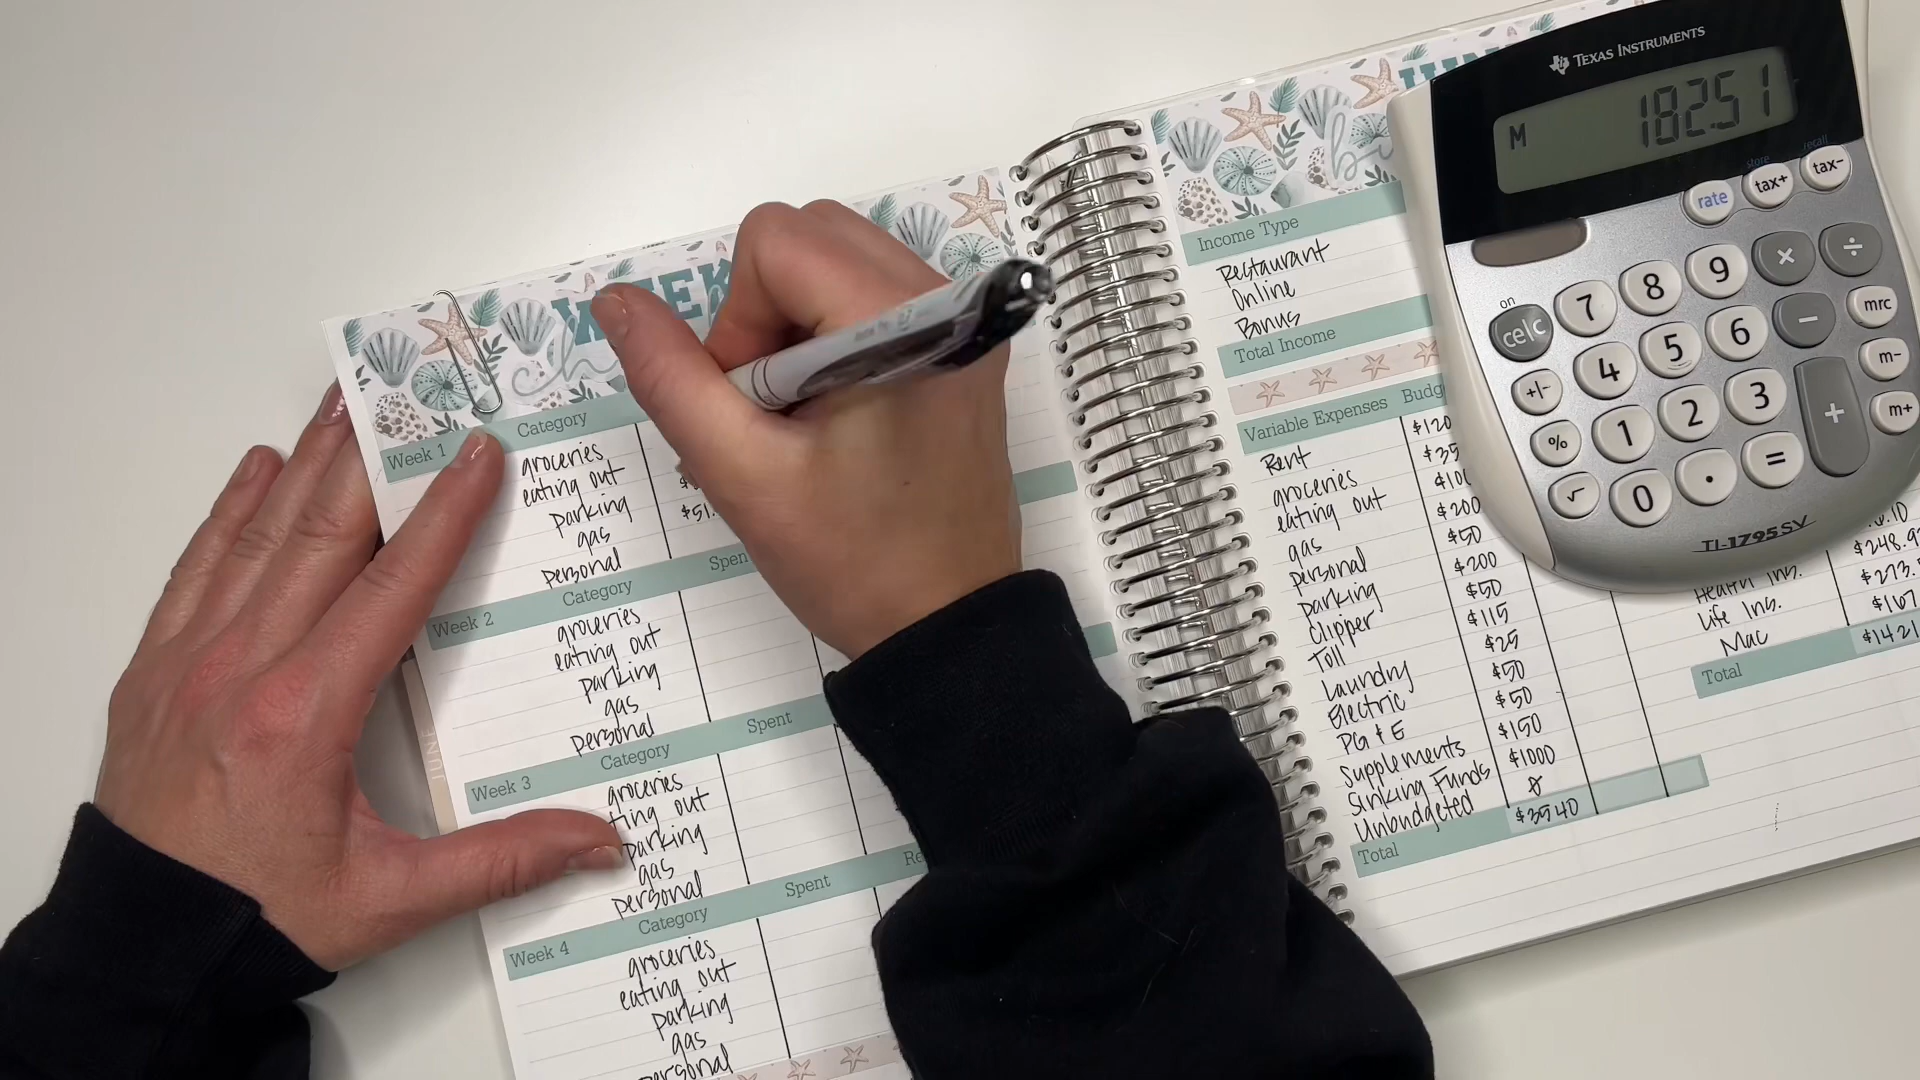 TEXAS INSTRUMENTS
M 182.51
store
recall
rate
tax+
tax-
7
8
9
×
÷
on
ce/c
4
5
6
−
mrc
+/-
1
2
3
+
m-
%
0
.
=
m+
√
TI-1795SV
WEEK
Category
Week 1
groceries
eating out
parking
gas
personal
Week 2 Category
groceries
eating out
parking
gas
personal
Week 3 Category Spent
groceries
parking
gas
personal
Week 4 Category Spent
groceries
eating out
parking
gas
personal
JUNE
Income Type
Restaurant
Online
Bonus
Total Income
Variable Expenses
Rent
groceries
eating out
gas $200
personal $50
parking $200
Clipper $50
Toll $115
Laundry $25
Electric $50
PG & E $50
Supplements $150
Sinking Funds $1000
Unbudgeted
Total $3540
Health Ins.
Life Ins.
Mac
Total